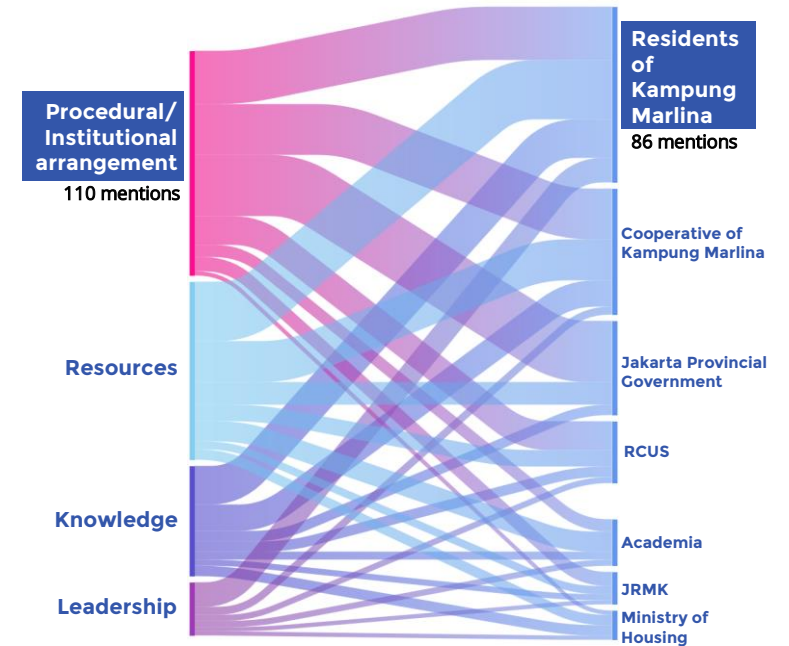 Procedural/
Institutional
arrangement
110 mentions
Resources
Knowledge
Leadership
Residents
of
Kampung
Marlina
86 mentions
Cooperative of
Kampung Marlina
Jakarta Provincial
Government
RCUS
Academia
JRMK
Ministry of
Housing